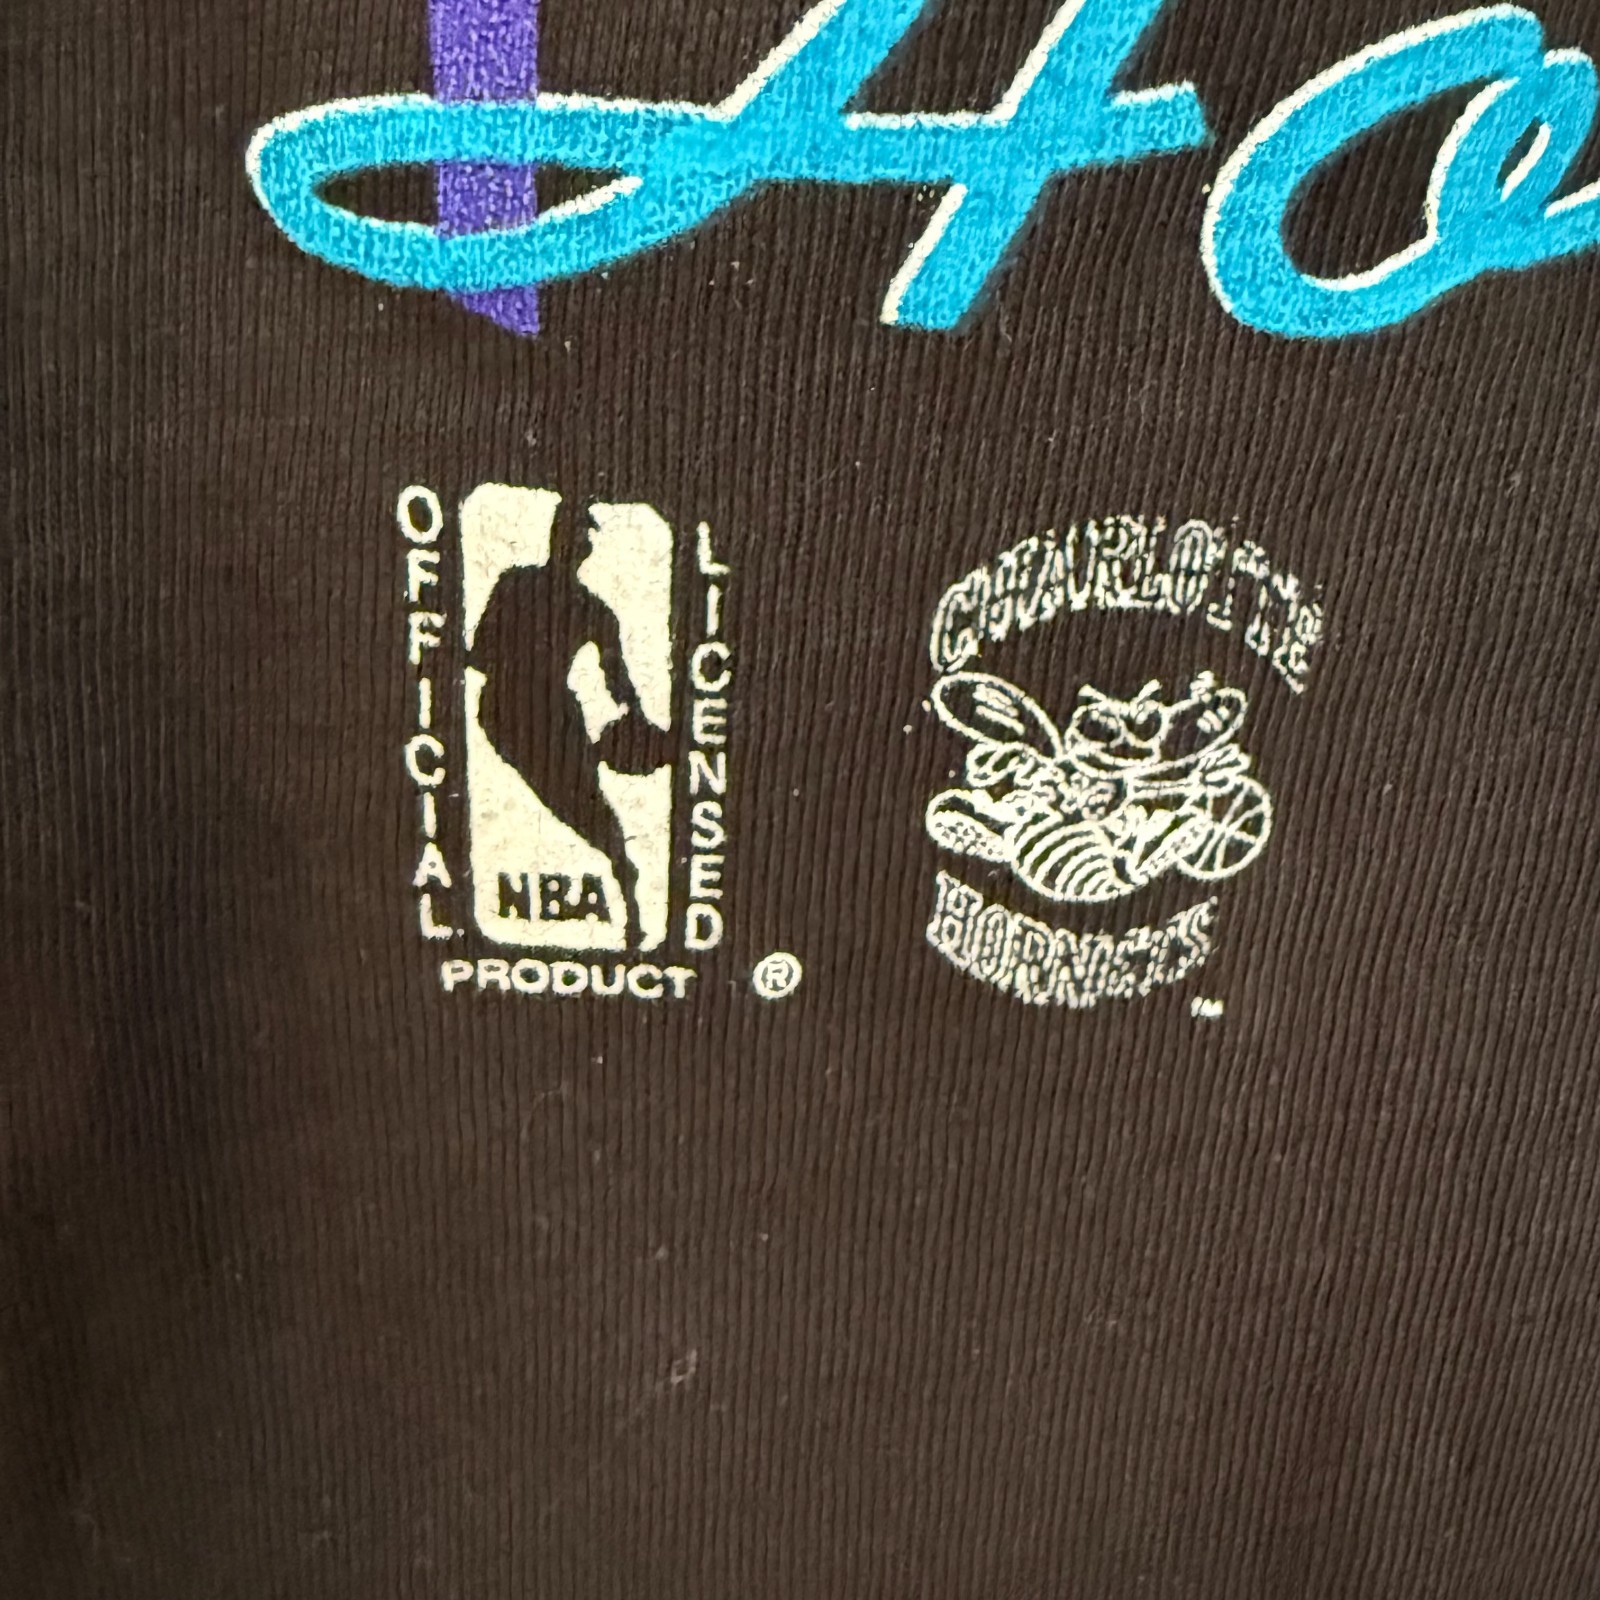 Ho
OFFICIAL
LICENSED
NBA
PRODUCT ®
CHARLOTTE
HORNETS
TM